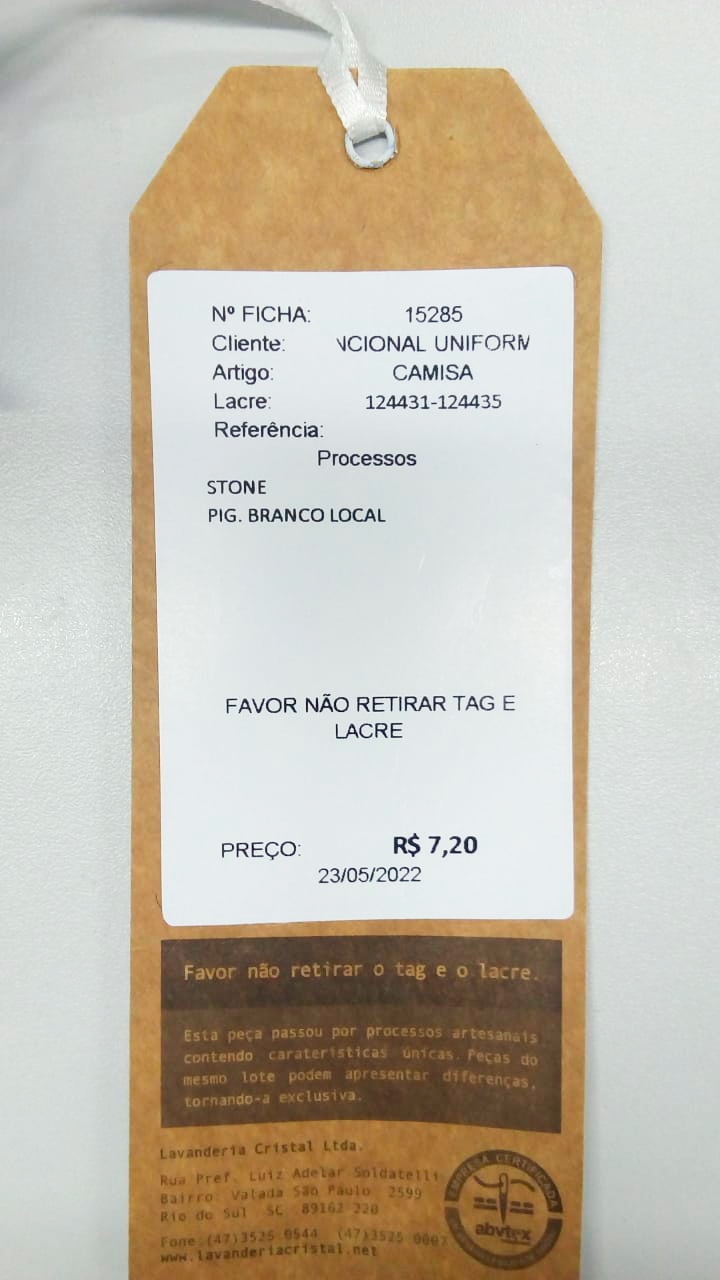 Nº FICHA: 15285
Cliente: NCIONAL UNIFORM
Artigo: CAMISA
Lacre: 124431-124435
Referência:
Processos
STONE
PIG. BRANCO LOCAL
FAVOR NÃO RETIRAR TAG E
LACRE
PREÇO: R$ 7,20
23/05/2022
Favor não retirar o tag e o lacre.
Esta peça passou por processos artesanais
contendo caraterísticas únicas. Peças do
mesmo lote podem apresentar diferenças,
tornando-a exclusiva.
Lavanderia Cristal Ltda.
Rua Pref. Luiz Adelar Soldatelli
Bairro: Valada São Paulo 2599
Rio do Sul SC 89162 220
Fone:(47)3525 0544 (47)3525
www.lavanderiacristal.net
EMPRESA CERTIFICADA
abvtex